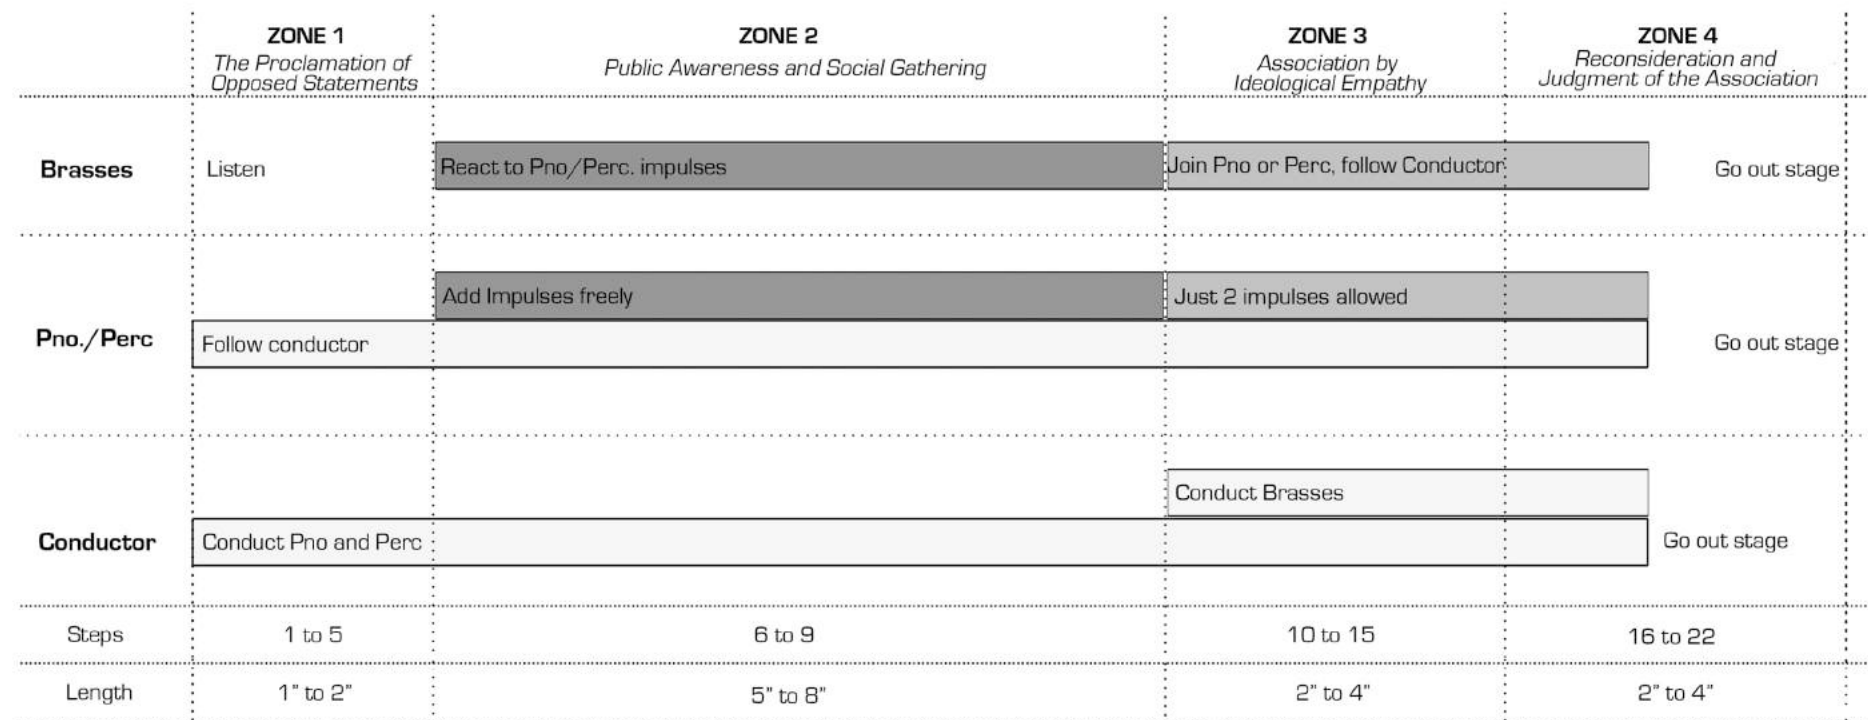 ZONE 1
The Proclamation of
Opposed Statements
ZONE 2
Public Awareness and Social Gathering
ZONE 3
Association by
Ideological Empathy
ZONE 4
Reconsideration and
Judgment of the Association
Brasses
Listen
React to Pno/Perc. impulses
Join Pno or Perc, follow Conductor
Go out stage
Pno./Perc
Add Impulses freely
Just 2 impulses allowed
Follow conductor
Go out stage
Conductor
Conduct Brasses
Conduct Pno and Perc
Go out stage
Steps
1 to 5
6 to 9
10 to 15
16 to 22
Length
1" to 2"
5" to 8"
2" to 4"
2" to 4"